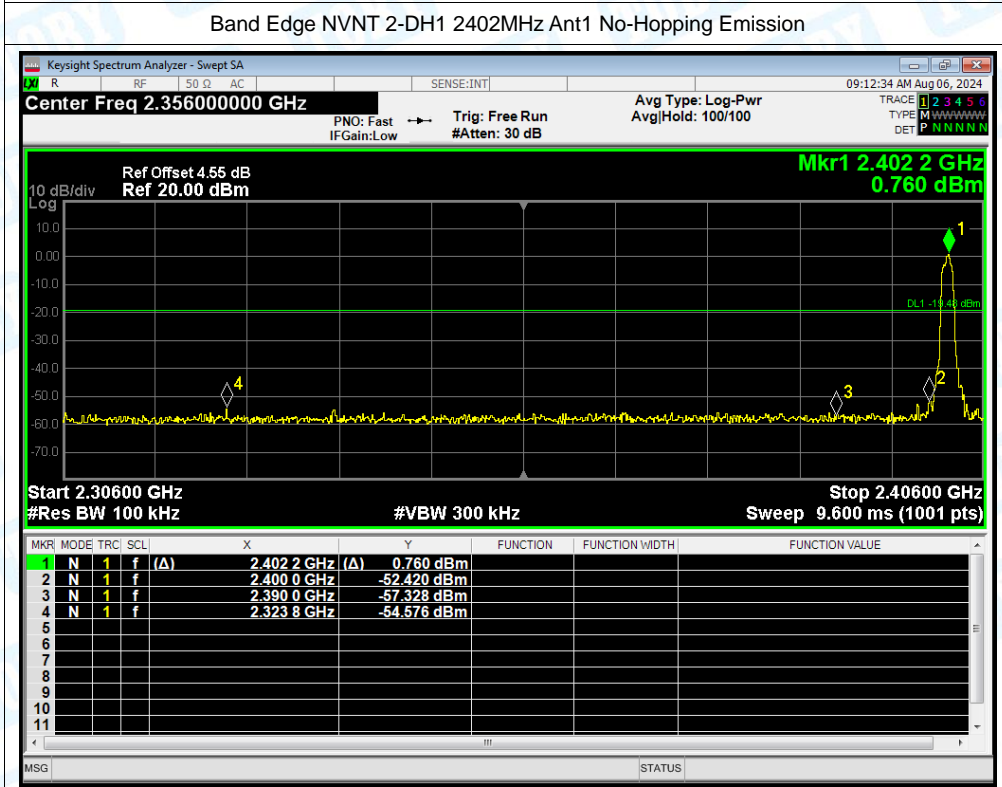 Band Edge NVNT 2-DH1 2402MHz Ant1 No-Hopping Emission
Keysight Spectrum Analyzer - Swept SA
LXI R RF 50 Ω AC SENSE:INT 09:12:34 AM Aug 06, 2024
Center Freq 2.356000000 GHz Avg Type: Log-Pwr TRACE 1 2 3 4 5 6
PNO: Fast Trig: Free Run Avg|Hold: 100/100 TYPE M WWWWW
IFGain:Low #Atten: 30 dB DET P N N N N N
Mkr1 2.402 2 GHz
Ref Offset 4.55 dB
10 dB/div Ref 20.00 dBm 0.760 dBm
Log
10.0
1
0.00
-10.0
DL1 -19.48 dBm
-20.0
-30.0
-40.0
4 3 2
-50.0
-60.0
-70.0
Start 2.30600 GHz Stop 2.40600 GHz
#Res BW 100 kHz #VBW 300 kHz Sweep 9.600 ms (1001 pts)
MKR MODE TRC SCL X Y FUNCTION FUNCTION WIDTH FUNCTION VALUE
1 N 1 f (Δ) 2.402 2 GHz (Δ) 0.760 dBm
2 N 1 f 2.400 0 GHz -52.420 dBm
3 N 1 f 2.390 0 GHz -57.328 dBm
4 N 1 f 2.323 8 GHz -54.576 dBm
5
6
7
8
9
10
11
MSG STATUS